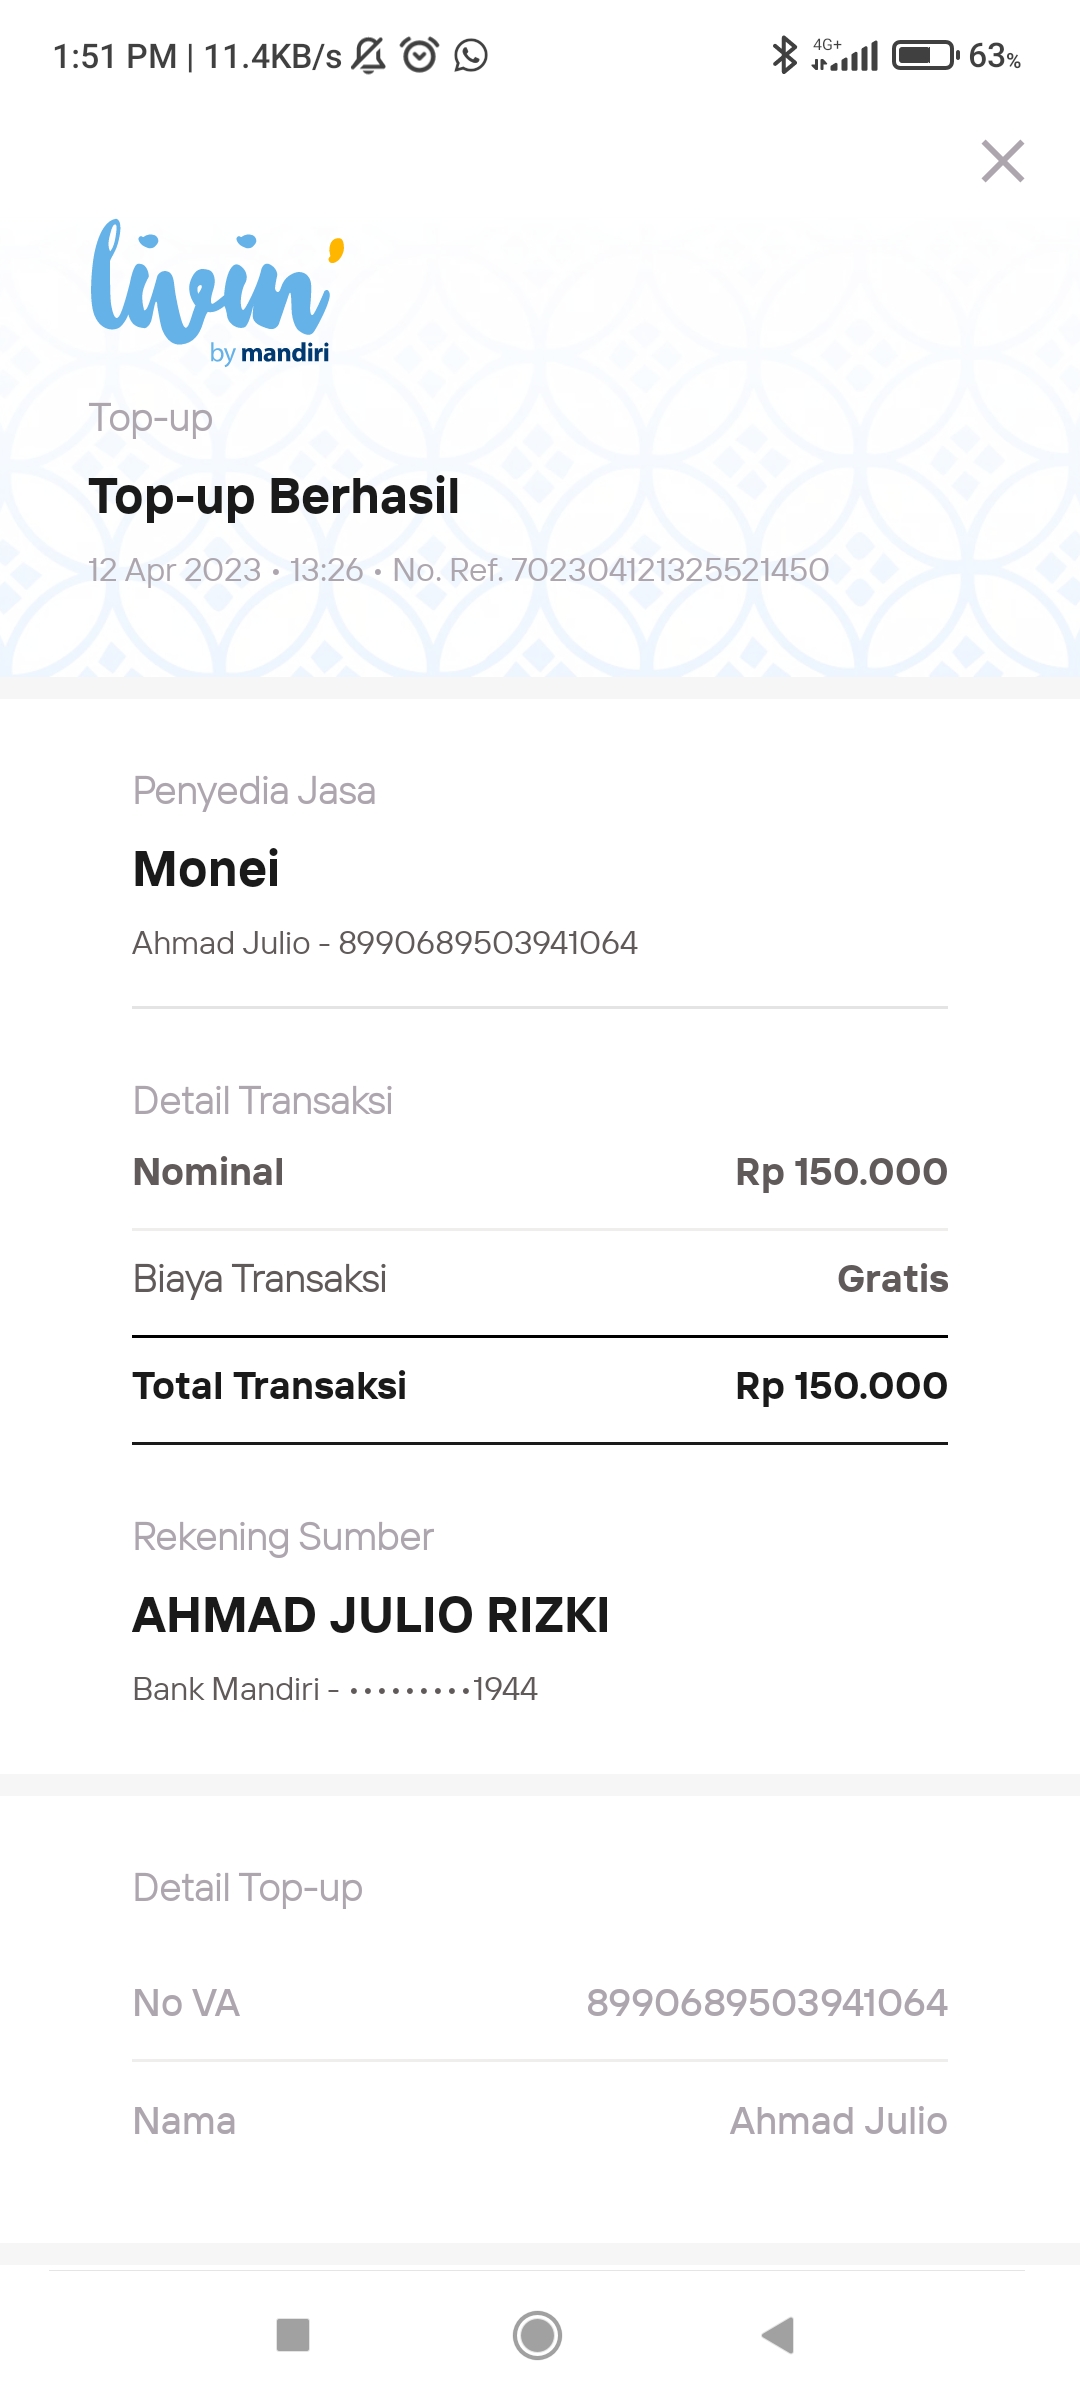 1:51 PM | 11.4KB/s 4G+ 63%
livin'
by mandiri
Top-up
Top-up Berhasil
12 Apr 2023 • 13:26 • No. Ref. 702304121325521450
Penyedia Jasa
Monei
Ahmad Julio - 8990689503941064
Detail Transaksi
Nominal Rp 150.000
Biaya Transaksi Gratis
Total Transaksi Rp 150.000
Rekening Sumber
AHMAD JULIO RIZKI
Bank Mandiri - •••••••••1944
Detail Top-up
No VA 8990689503941064
Nama Ahmad Julio